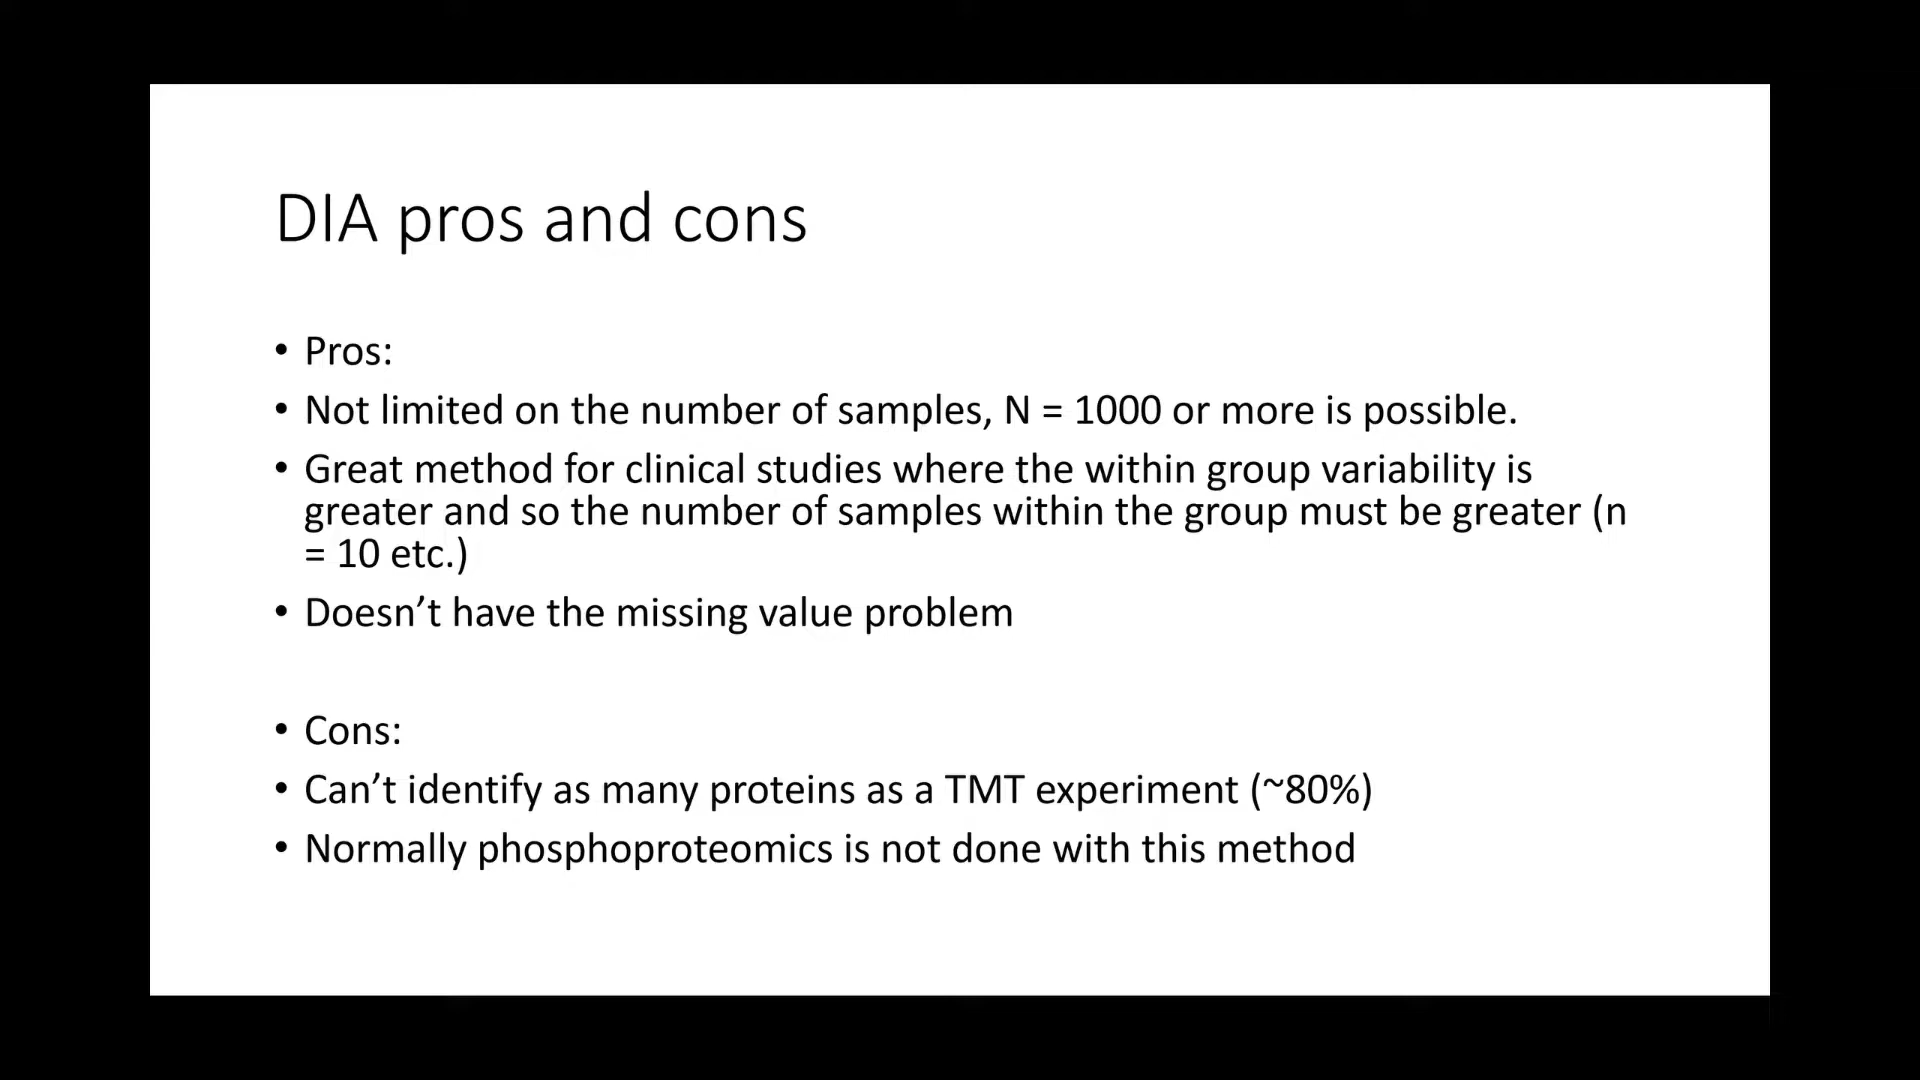 DIA pros and cons
• Pros:
• Not limited on the number of samples, N = 1000 or more is possible.
• Great method for clinical studies where the within group variability is
greater and so the number of samples within the group must be greater (n
= 10 etc.)
• Doesn’t have the missing value problem
• Cons:
• Can’t identify as many proteins as a TMT experiment (~80%)
• Normally phosphoproteomics is not done with this method